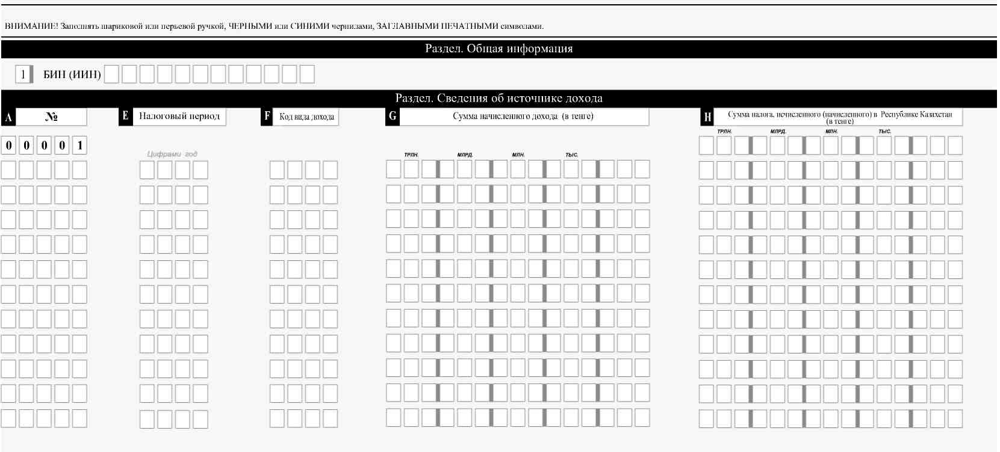 ВНИМАНИЕ! Заполнять шариковой или перьевой ручкой, ЧЕРНЫМИ или СИНИМИ чернилами, ЗАГЛАВНЫМИ ПЕЧАТНЫМИ символами.
Раздел. Общая информация
1 БИН (ИИН)
Раздел. Сведения об источнике дохода
A № E Налоговый период F Код вида дохода G Сумма начисленного дохода (в тенге) H Сумма налога, исчисленного (начисленного) в Республике Казахстан (в тенге)
ТРЛН. МЛРД. МЛН. ТЫС.
0 0 0 0 1
Цифрами год ТРЛН. МЛРД. МЛН. ТЫС.